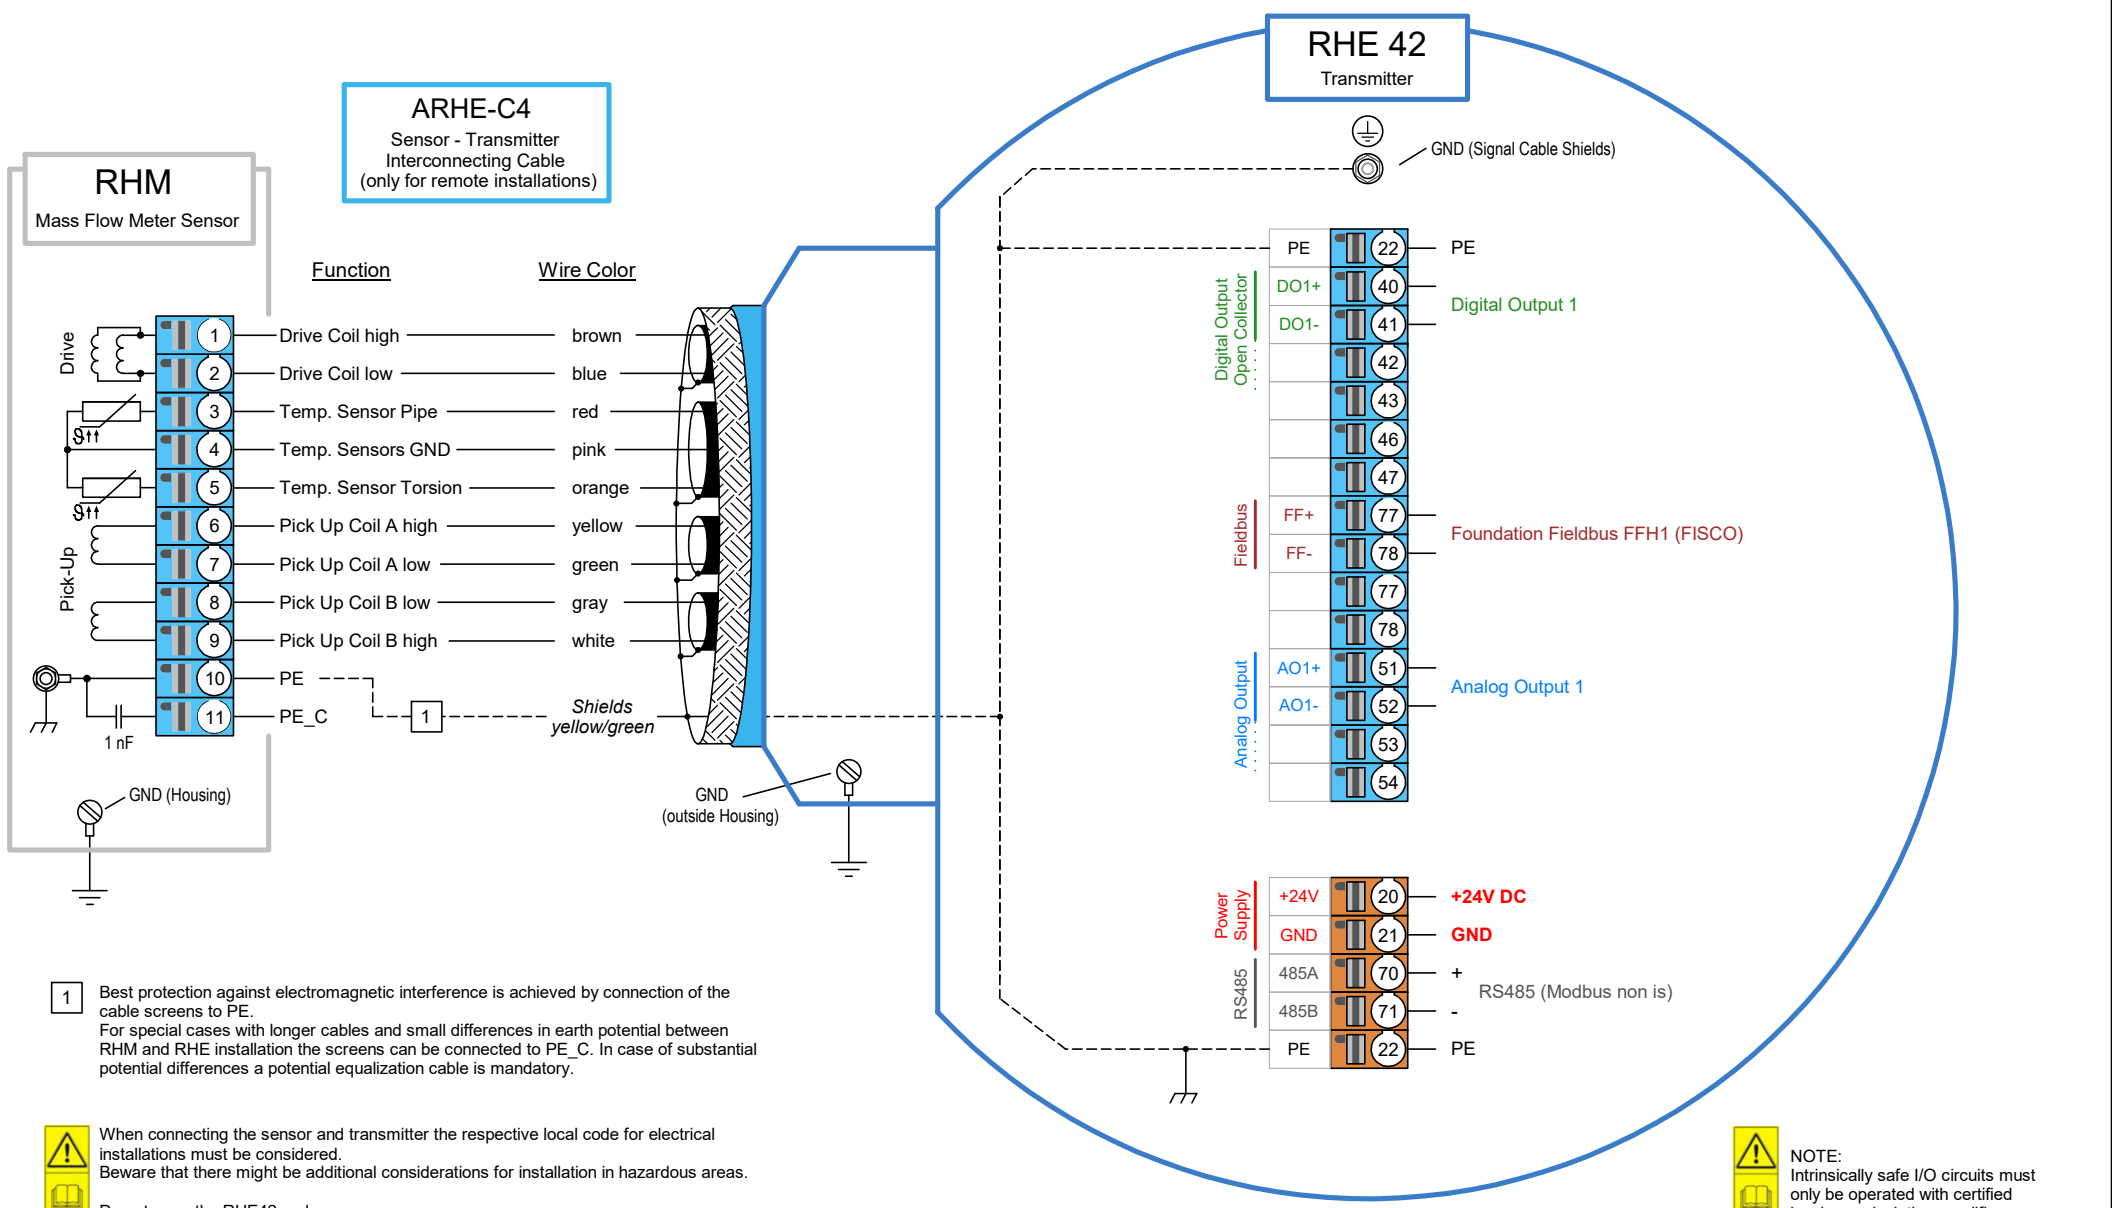 RHE 42
Transmitter
ARHE-C4
Sensor - Transmitter
Interconnecting Cable
(only for remote installations)
GND (Signal Cable Shields)
RHM
Mass Flow Meter Sensor
Function Wire Color
Drive
1 Drive Coil high brown
2 Drive Coil low blue
3 Temp. Sensor Pipe red
ϑ↑↑
4 Temp. Sensors GND pink
5 Temp. Sensor Torsion orange
ϑ↑↑
Pick-Up
6 Pick Up Coil A high yellow
7 Pick Up Coil A low green
8 Pick Up Coil B low gray
9 Pick Up Coil B high white
10 PE
11 PE_C
1 nF
1
Shields
yellow/green
GND (Housing)
GND
(outside Housing)
PE 22 PE
Digital Output
Open Collector
DO1+ 40
Digital Output 1
DO1- 41
42
43
46
47
Fieldbus
FF+ 77
Foundation Fieldbus FFH1 (FISCO)
FF- 78
77
78
Analog Output
AO1+ 51
Analog Output 1
AO1- 52
53
54
Power
Supply
+24V 20 +24V DC
GND 21 GND
RS485
485A 70 +
RS485 (Modbus non is)
485B 71 -
PE 22 PE
1 Best protection against electromagnetic interference is achieved by connection of the
cable screens to PE.
For special cases with longer cables and small differences in earth potential between
RHM and RHE installation the screens can be connected to PE_C. In case of substantial
potential differences a potential equalization cable is mandatory.
When connecting the sensor and transmitter the respective local code for electrical
installations must be considered.
Beware that there might be additional considerations for installation in hazardous areas.
NOTE:
Intrinsically safe I/O circuits must
only be operated with certified